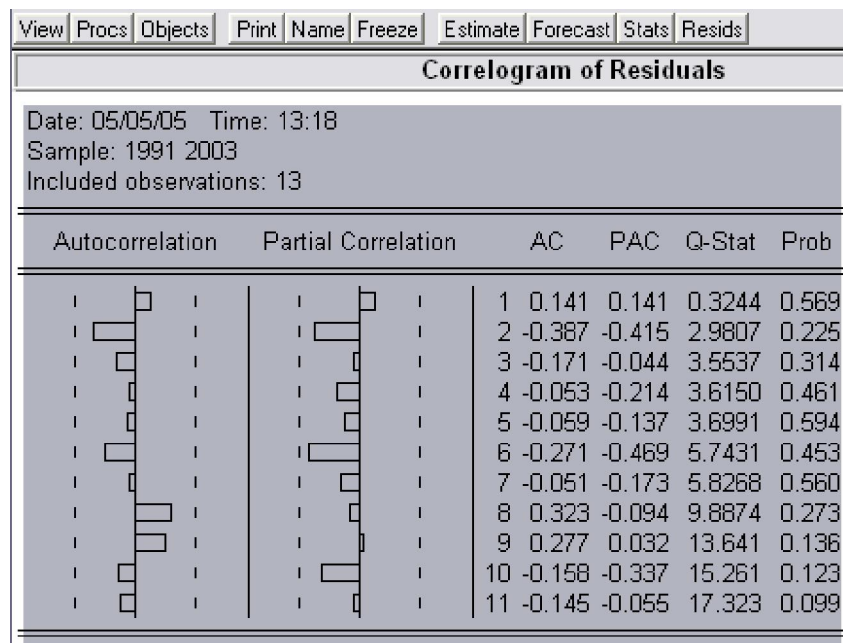 View Procs Objects Print Name Freeze Estimate Forecast Stats Resids
Correlogram of Residuals
Date: 05/05/05 Time: 13:18
Sample: 1991 2003
Included observations: 13
Autocorrelation Partial Correlation AC PAC Q-Stat Prob
1 0.141 0.141 0.3244 0.569
2 -0.387 -0.415 2.9807 0.225
3 -0.171 -0.044 3.5537 0.314
4 -0.053 -0.214 3.6150 0.461
5 -0.059 -0.137 3.6991 0.594
6 -0.271 -0.469 5.7431 0.453
7 -0.051 -0.173 5.8268 0.560
8 0.323 -0.094 9.8874 0.273
9 0.277 0.032 13.641 0.136
10 -0.158 -0.337 15.261 0.123
11 -0.145 -0.055 17.323 0.099